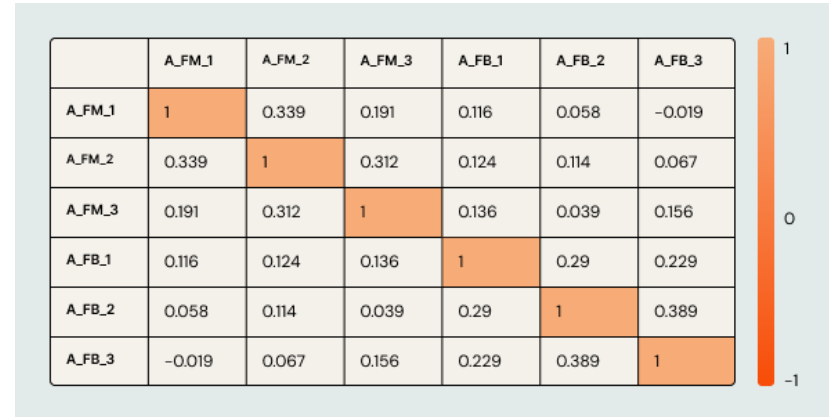 A_FM_1 A_FM_2 A_FM_3 A_FB_1 A_FB_2 A_FB_3
A_FM_1 1 0.339 0.191 0.116 0.058 -0.019
A_FM_2 0.339 1 0.312 0.124 0.114 0.067
A_FM_3 0.191 0.312 1 0.136 0.039 0.156
A_FB_1 0.116 0.124 0.136 1 0.29 0.229
A_FB_2 0.058 0.114 0.039 0.29 1 0.389
A_FB_3 -0.019 0.067 0.156 0.229 0.389 1
1
0
-1